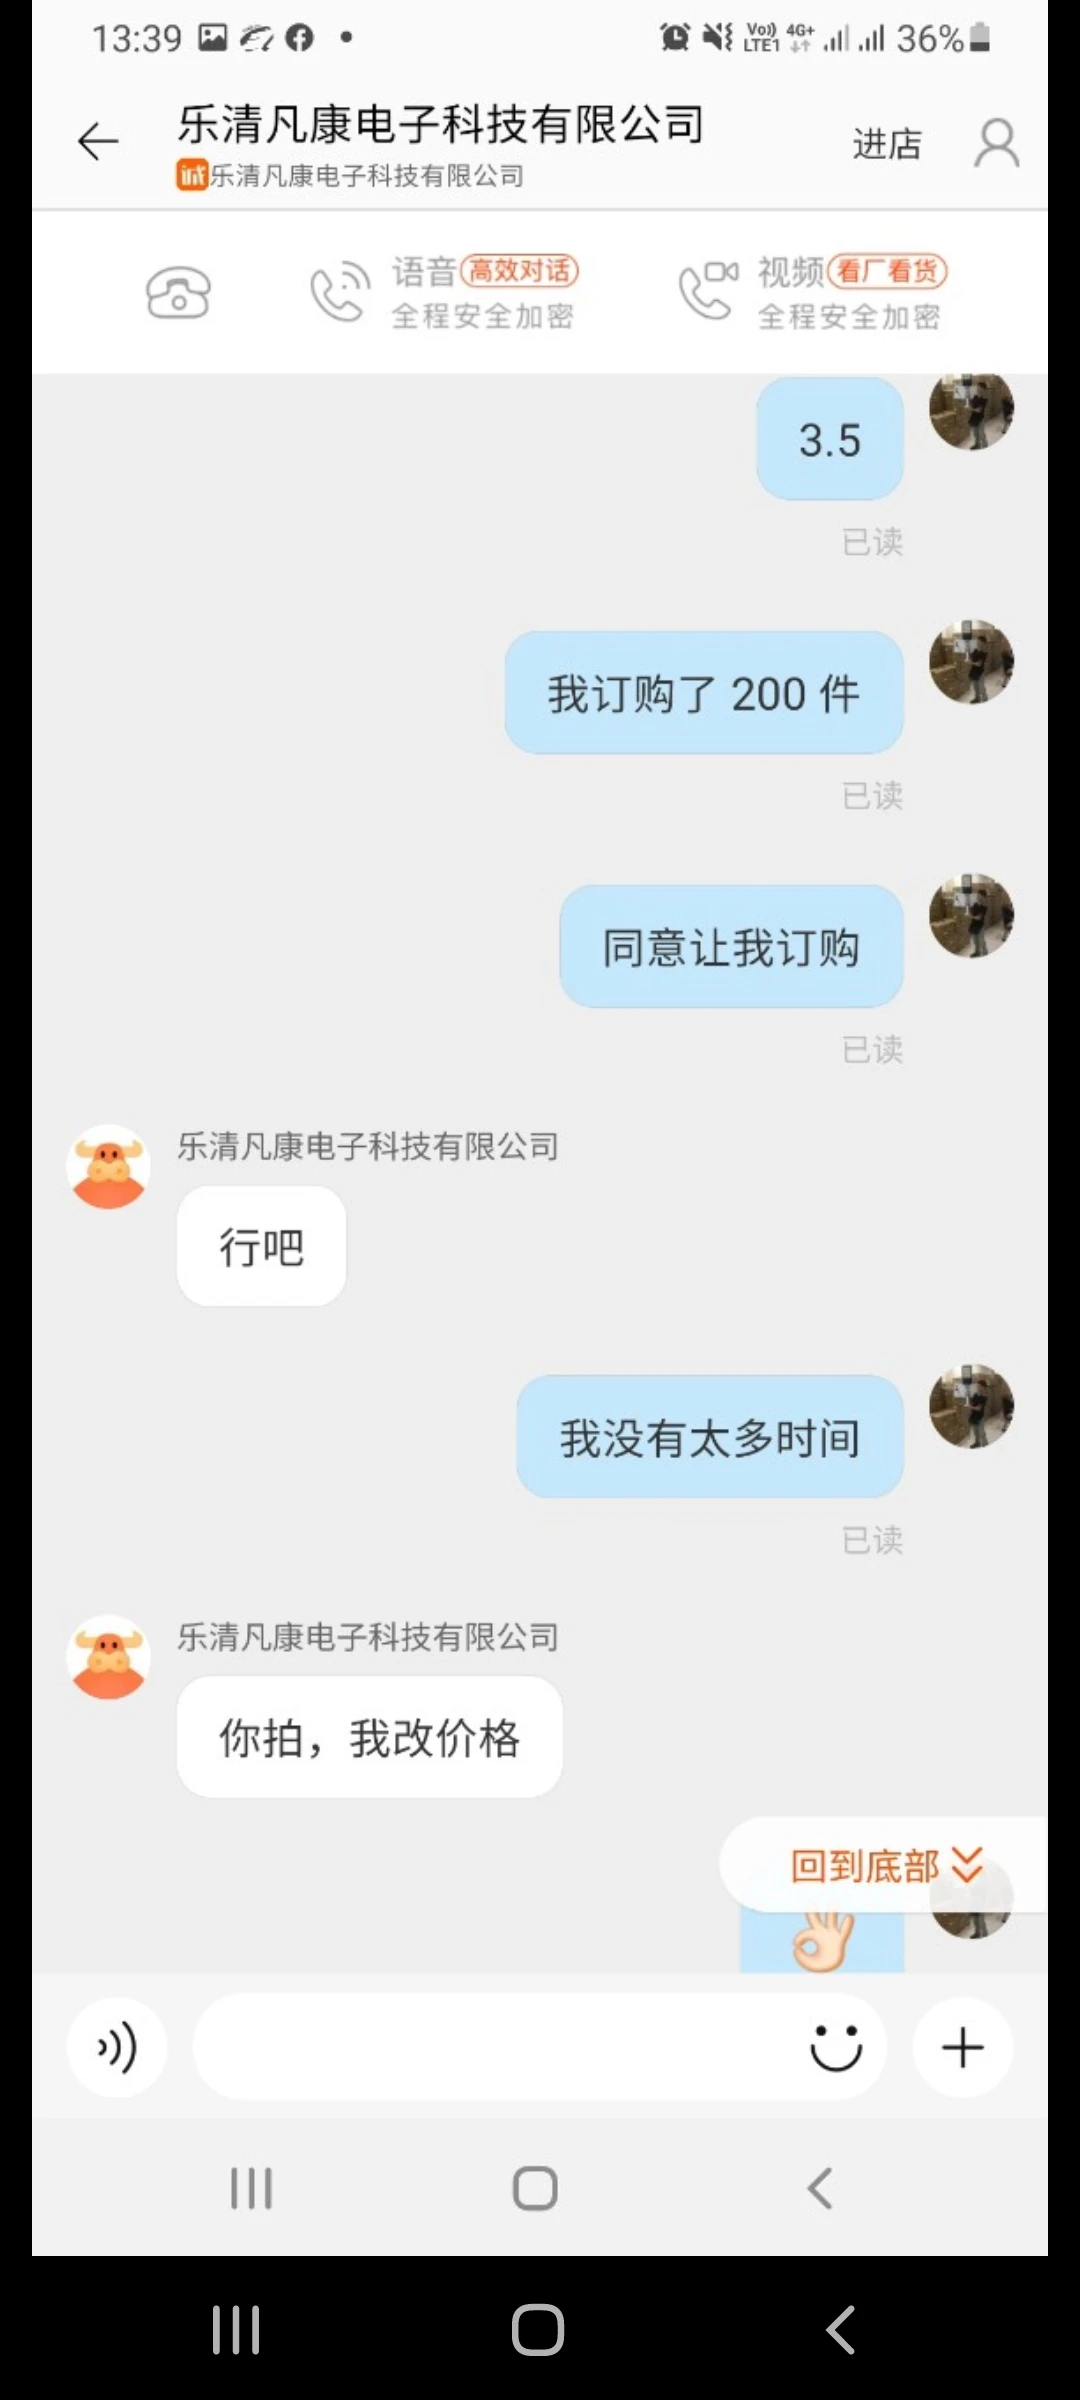 13:39
Vo)) LTE1 4G+ 36%
乐清凡康电子科技有限公司
进店
诚乐清凡康电子科技有限公司
语音 高效对话
全程安全加密
视频 看厂看货
全程安全加密
3.5
已读
我订购了 200 件
已读
同意让我订购
已读
乐清凡康电子科技有限公司
行吧
我没有太多时间
已读
乐清凡康电子科技有限公司
你拍，我改价格
回到底部